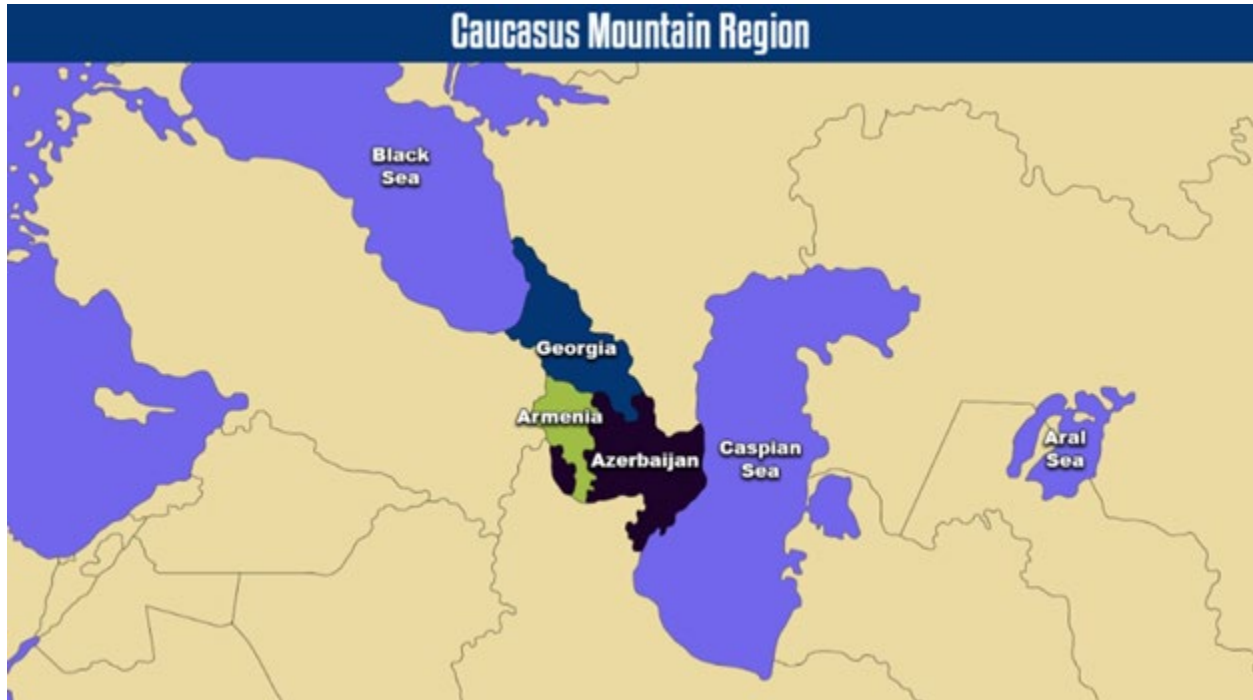 Caucasus Mountain Region
Black
Sea
Georgia
Armenia
Azerbaijan
Caspian
Sea
Aral
Sea